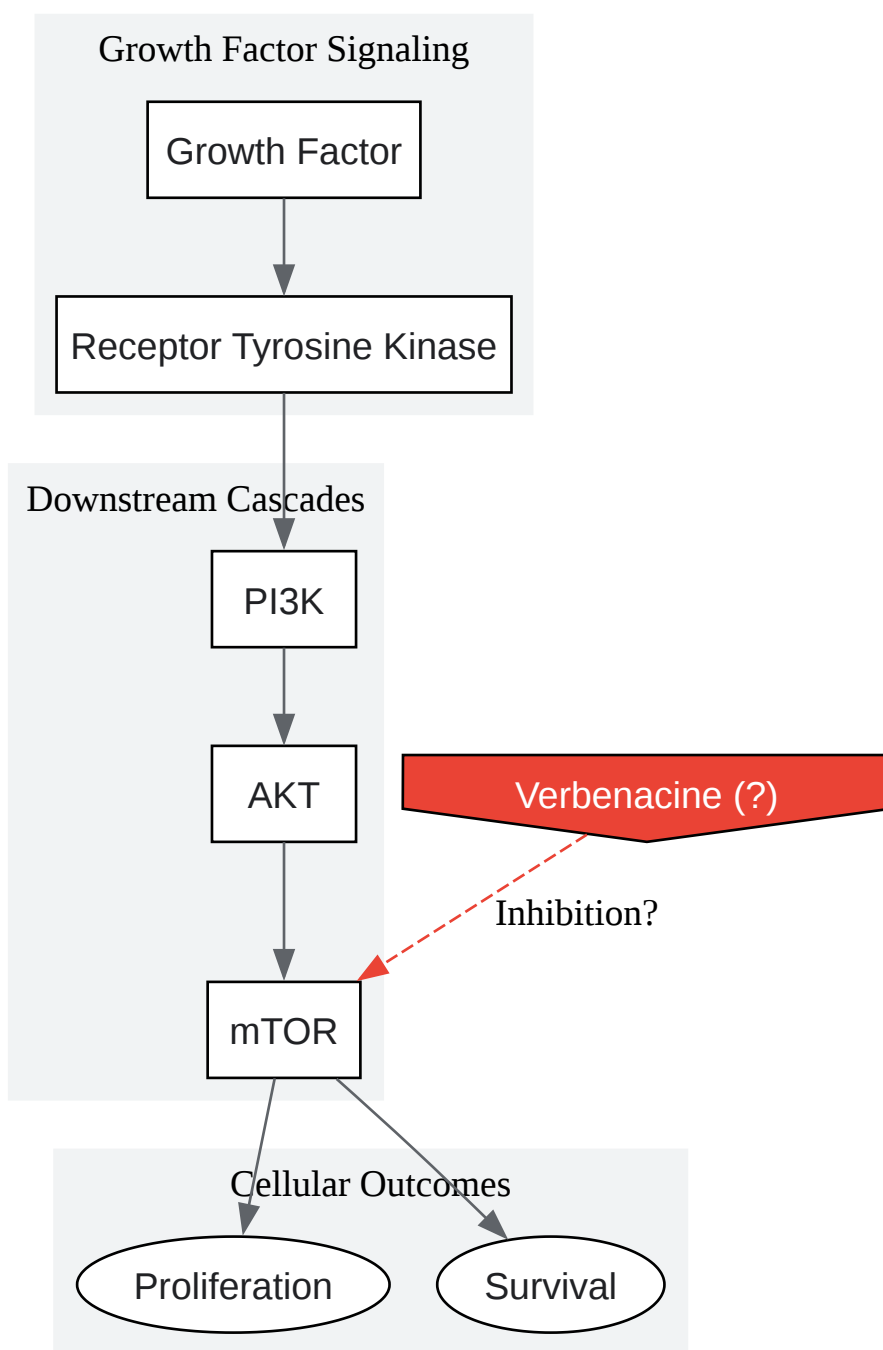 Growth Factor Signaling
Growth Factor
Receptor Tyrosine Kinase
Downstream Cascades
PI3K
AKT
Verbenacine (?)
Inhibition?
mTOR
Cellular Outcomes
Proliferation
Survival